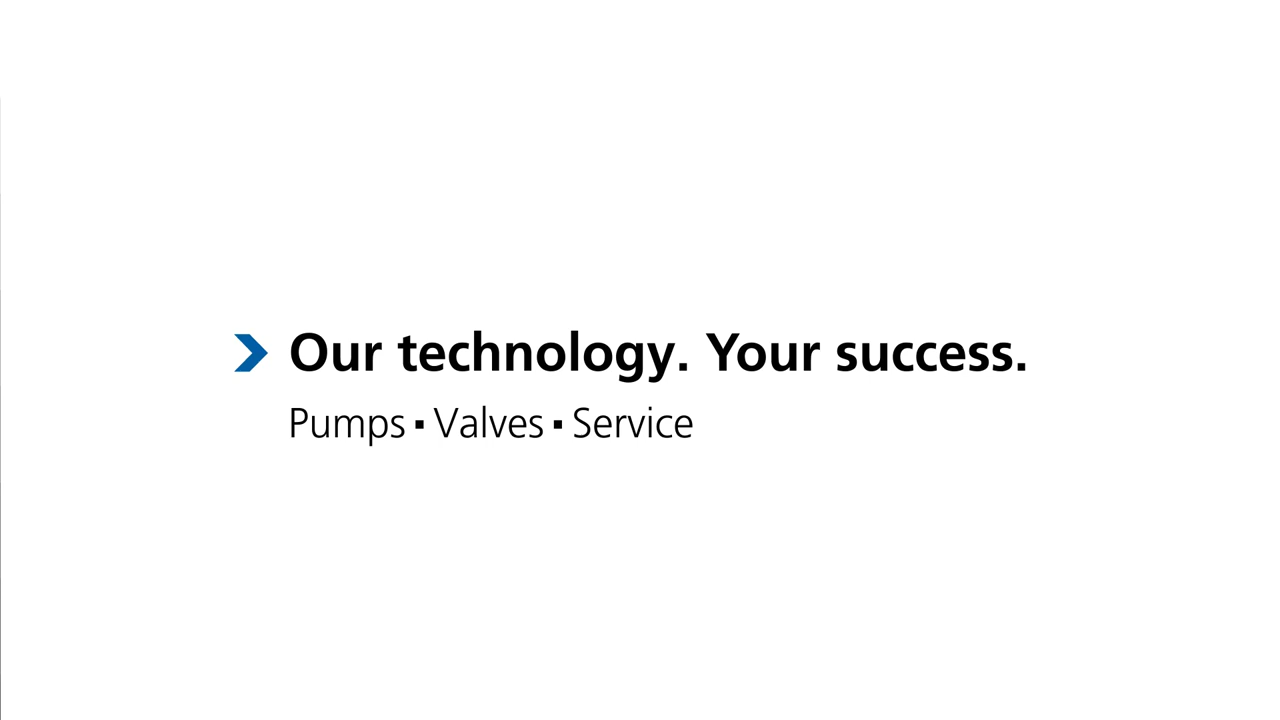 Our technology. Your success.
Pumps ▪ Valves ▪ Service